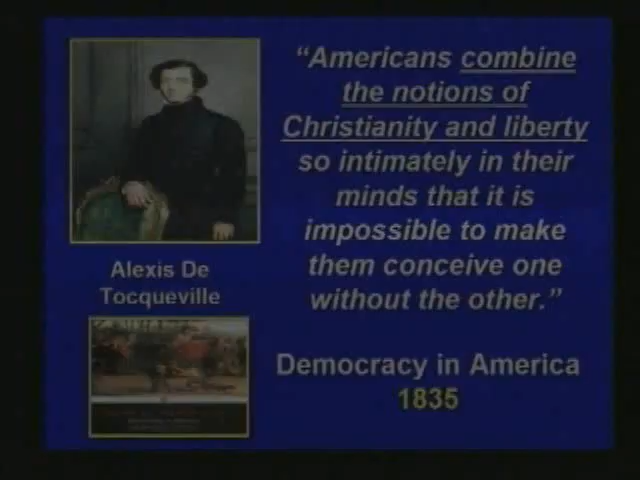 “Americans combine
the notions of
Christianity and liberty
so intimately in their
minds that it is
impossible to make
them conceive one
without the other.”
Alexis De
Tocqueville
Democracy in America
1835